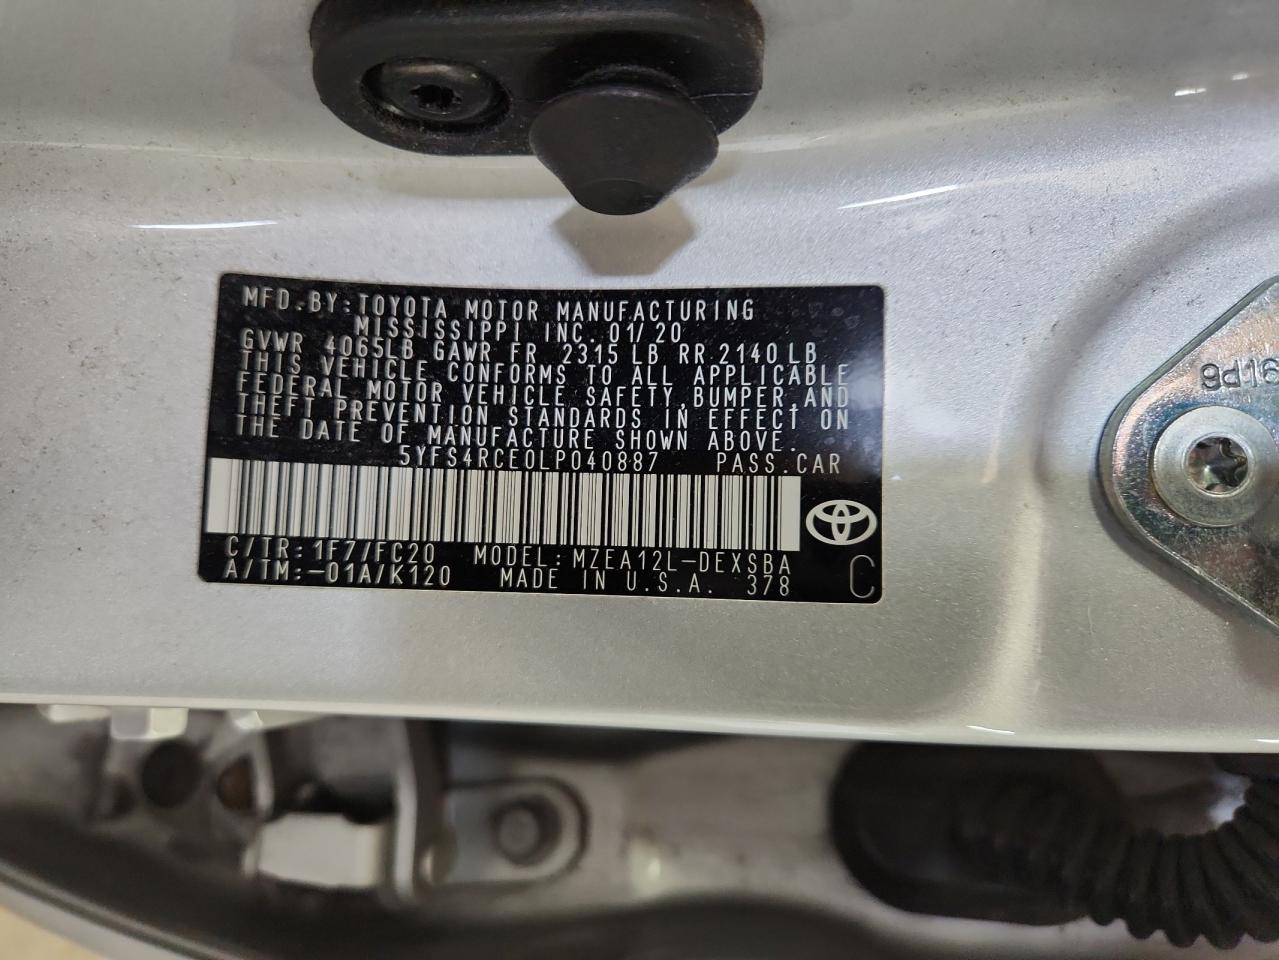 MFD.BY:TOYOTA MOTOR MANUFACTURING
MISSISSIPPI INC. 01/20
GVWR 4065LB GAWR FR 2315 LB RR 2140 LB
THIS VEHICLE CONFORMS TO ALL APPLICABLE
FEDERAL MOTOR VEHICLE SAFETY,BUMPER,AND
THEFT PREVENTION STANDARDS IN EFFECT ON
THE DATE OF MANUFACTURE SHOWN ABOVE.
5YFS4RCE0LP040887 PASS.CAR
C/TR:1F7/FC20 MODEL:MZEA12L-DEXSBA
A/TM:-01A/K120 MADE IN U.S.A. 378 C